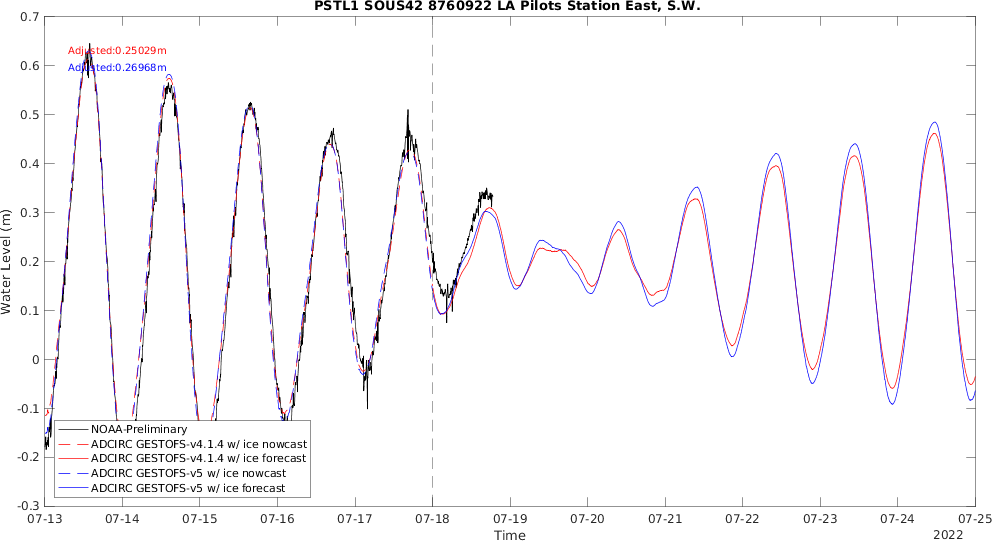 PSTL1 SOUS42 8760922 LA Pilots Station East, S.W.
Adjusted:0.25029m
Adjusted:0.26968m
Water Level (m)
0.7
0.6
0.5
0.4
0.3
0.2
0.1
0
-0.1
-0.2
-0.3
NOAA-Preliminary
ADCIRC GESTOFS-v4.1.4 w/ ice nowcast
ADCIRC GESTOFS-v4.1.4 w/ ice forecast
ADCIRC GESTOFS-v5 w/ ice nowcast
ADCIRC GESTOFS-v5 w/ ice forecast
07-13 07-14 07-15 07-16 07-17 07-18 07-19 07-20 07-21 07-22 07-23 07-24 07-25
Time
2022